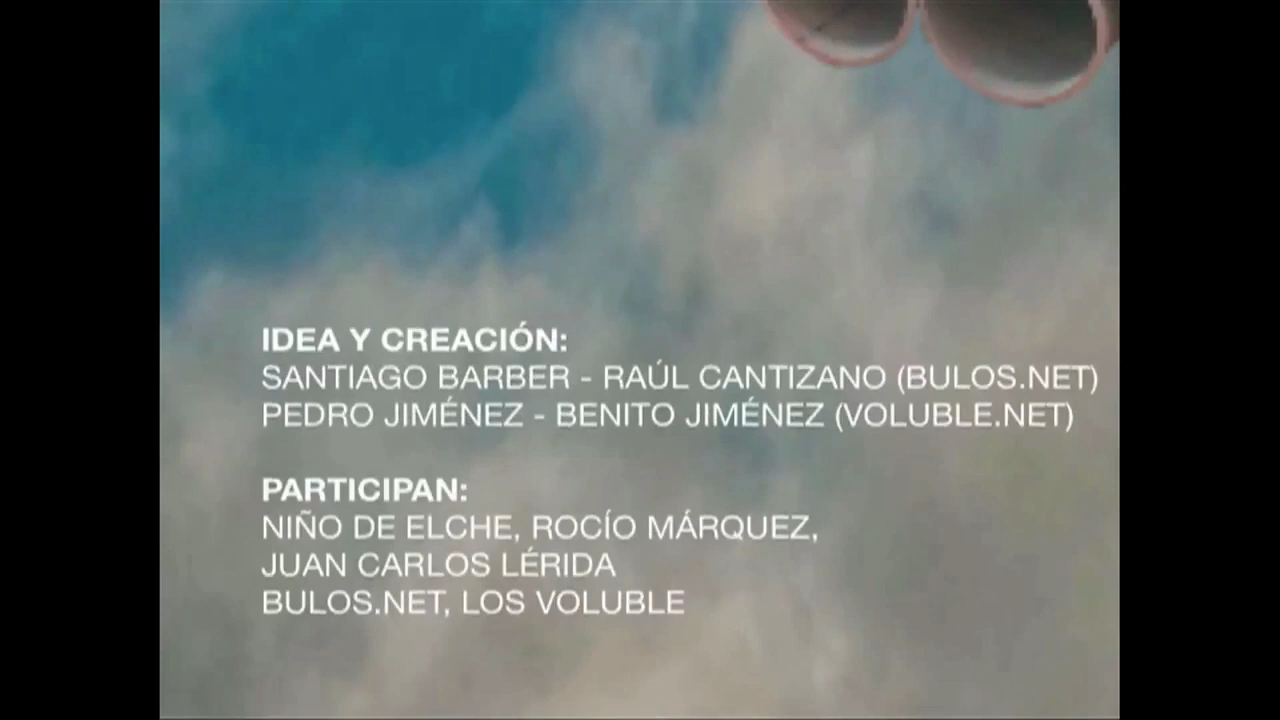 IDEA Y CREACIÓN:
SANTIAGO BARBER - RAÚL CANTIZANO (BULOS.NET)
PEDRO JIMÉNEZ - BENITO JIMÉNEZ (VOLUBLE.NET)
PARTICIPAN:
NIÑO DE ELCHE, ROCÍO MÁRQUEZ,
JUAN CARLOS LÉRIDA
BULOS.NET, LOS VOLUBLE